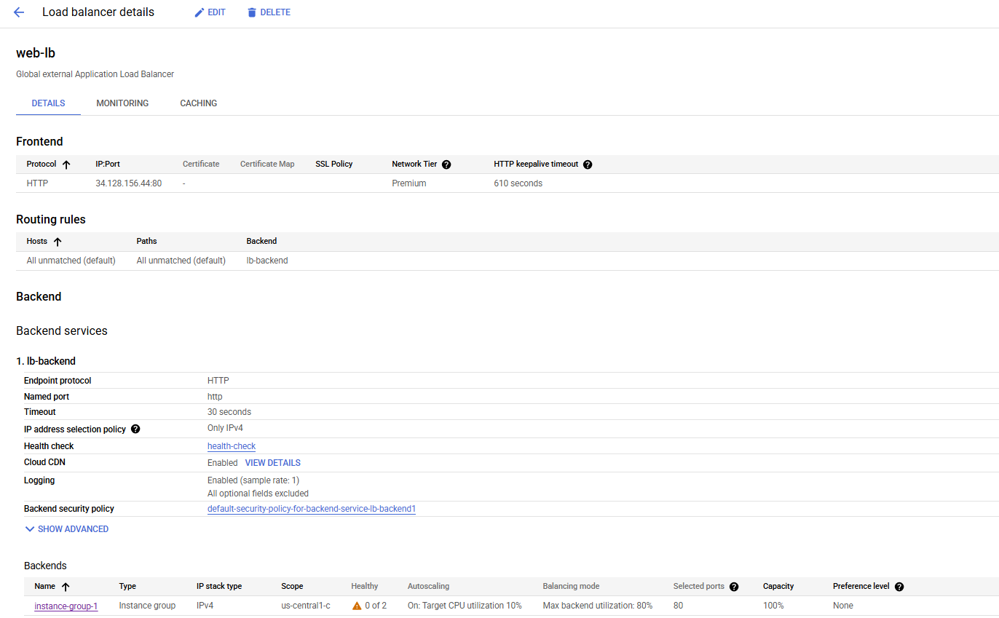 Load balancer details EDIT DELETE
web-lb
Global external Application Load Balancer
DETAILS MONITORING CACHING
Frontend
Protocol IP:Port Certificate Certificate Map SSL Policy Network Tier HTTP keepalive timeout
HTTP 34.128.156.44:80 - Premium 610 seconds
Routing rules
Hosts Paths Backend
All unmatched (default) All unmatched (default) lb-backend
Backend
Backend services
1. lb-backend
Endpoint protocol HTTP
Named port http
Timeout 30 seconds
IP address selection policy Only IPv4
Health check health-check
Cloud CDN Enabled VIEW DETAILS
Logging Enabled (sample rate: 1)
All optional fields excluded
Backend security policy default-security-policy-for-backend-service-lb-backend1
SHOW ADVANCED
Backends
Name Type IP stack type Scope Healthy Autoscaling Balancing mode Selected ports Capacity Preference level
instance-group-1 Instance group IPv4 us-central1-c 0 of 2 On: Target CPU utilization 10% Max backend utilization: 80% 80 100% None